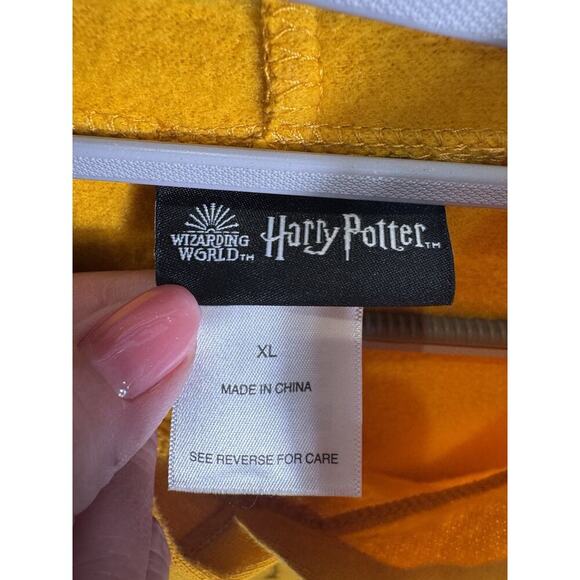 WIZARDING
WORLD™
Harry Potter™
XL
MADE IN CHINA
SEE REVERSE FOR CARE